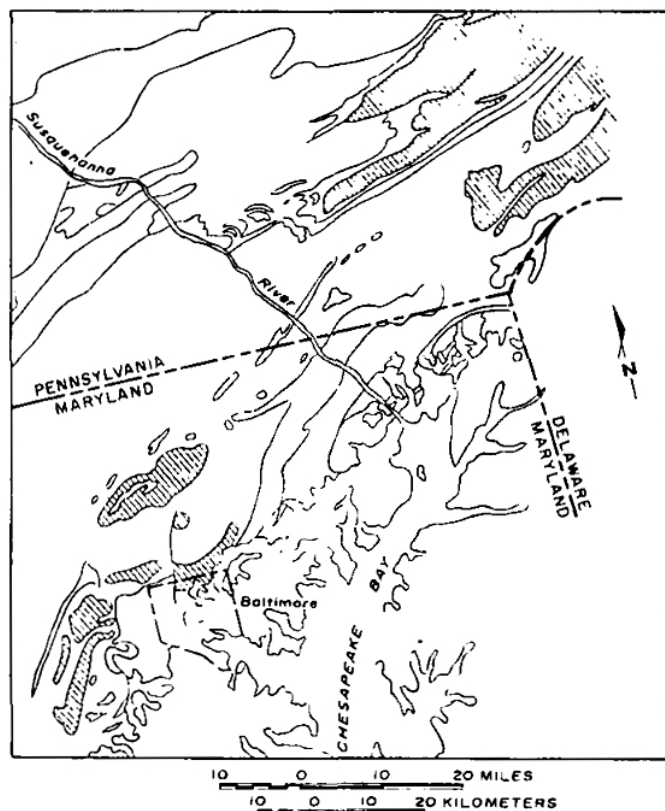 Susquehanna
River
PENNSYLVANIA
MARYLAND
N
DELAWARE
MARYLAND
Baltimore
CHESAPEAKE BAY
10 0 10 20 MILES
10 0 10 20 KILOMETERS